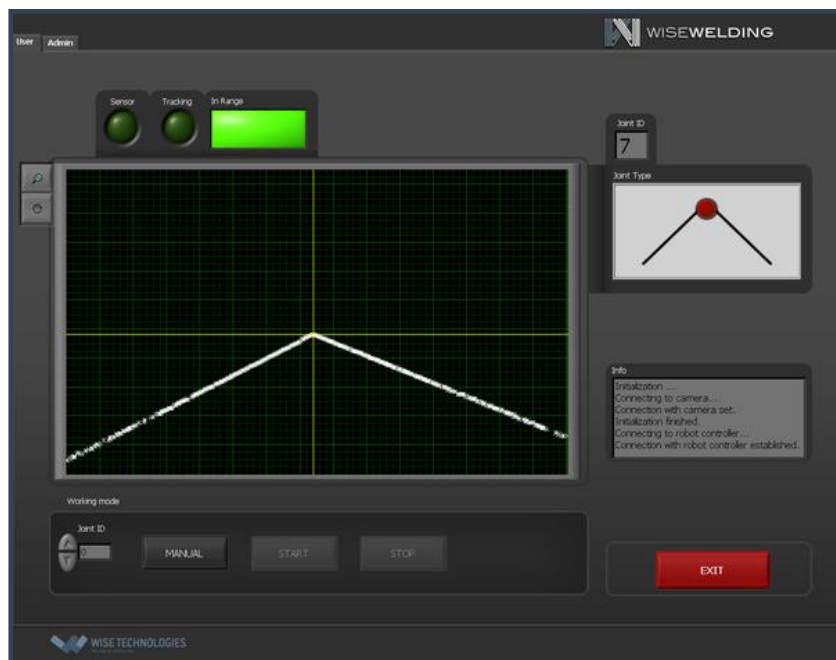 WISEWELDING
User Admin
Sensor Tracking In Range
Joint ID
7
Joint Type
Info
Initialization ...
Connecting to camera...
Connection with camera set.
Initialization finished.
Connecting to robot controller...
Connection with robot controller established.
Working mode
Joint ID
0
MANUAL START STOP
EXIT
WISE TECHNOLOGIES